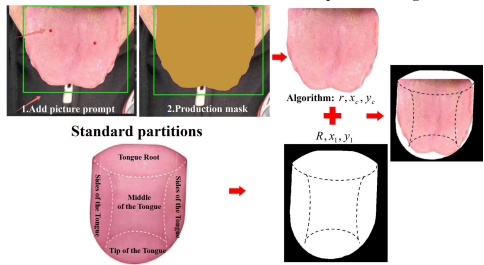 1.Add picture prompt
2.Production mask
Algorithm: r, x_c, y_c
R, x_1, y_1
Standard partitions
Tongue Root
Sides of the Tongue
Middle
of the Tongue
Sides of the Tongue
Tip of the Tongue